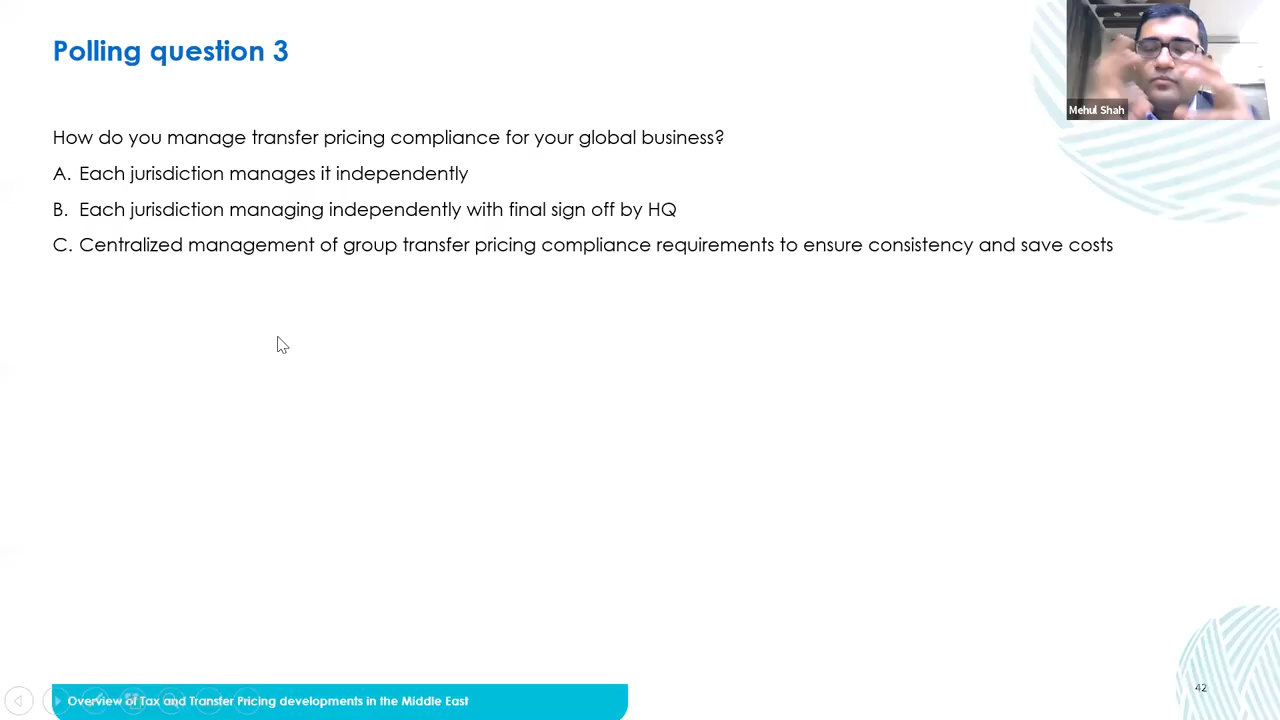 Polling question 3
Mehul Shah
How do you manage transfer pricing compliance for your global business?
A. Each jurisdiction manages it independently
B. Each jurisdiction managing independently with final sign off by HQ
C. Centralized management of group transfer pricing compliance requirements to ensure consistency and save costs
42
Overview of Tax and Transfer Pricing developments in the Middle East